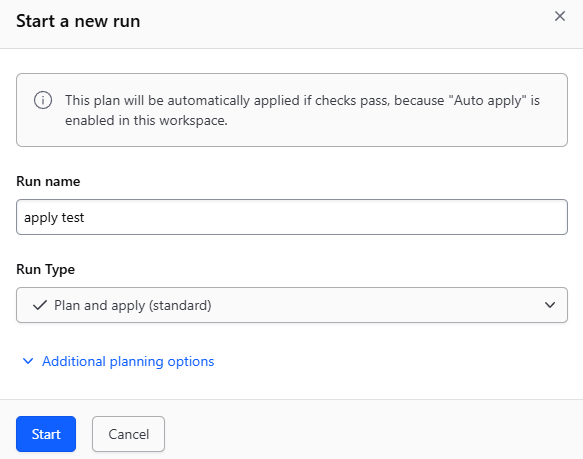 Start a new run
This plan will be automatically applied if checks pass, because "Auto apply" is
enabled in this workspace.
Run name
apply test
Run Type
Plan and apply (standard)
Additional planning options
Start
Cancel